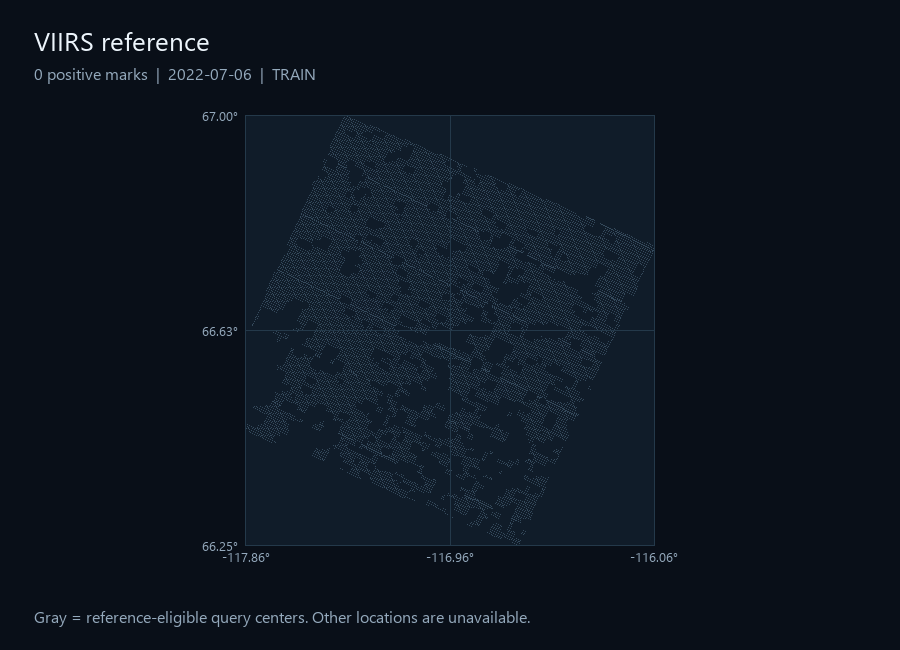 VIIRS reference
0 positive marks | 2022-07-06 | TRAIN
67.00°
66.63°
66.25°
-117.86°
-116.96°
-116.06°
Gray = reference-eligible query centers. Other locations are unavailable.